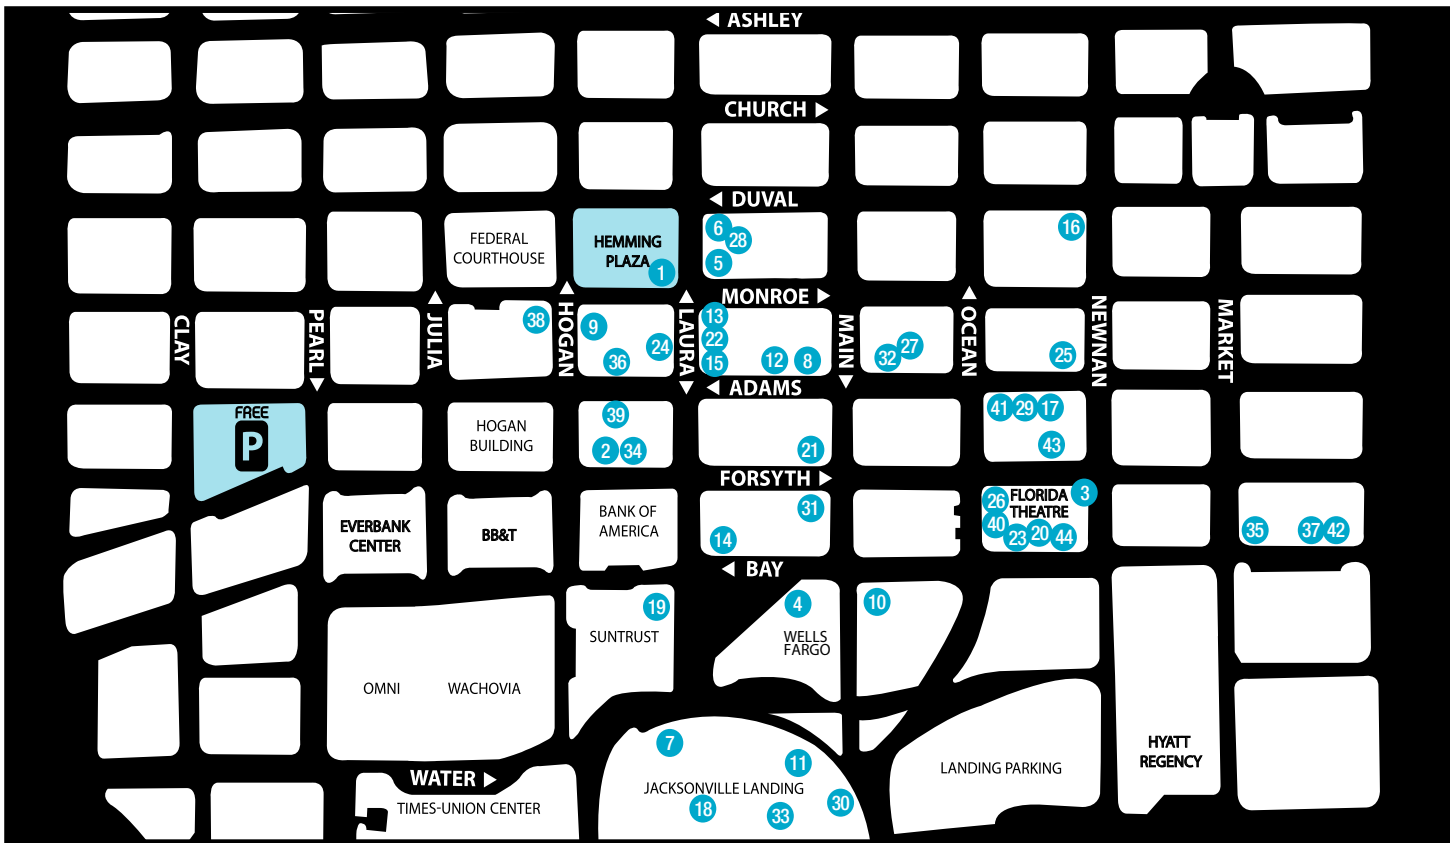 ASHLEY
CHURCH
DUVAL
FEDERAL
COURTHOUSE
HEMMING
PLAZA
1
6
28
5
16
MONROE
CLAY
PEARL
JULIA
HOGAN
LAURA
MAIN
OCEAN
NEWNAN
MARKET
38
9
36
24
13
22
15
12
8
32
27
25
ADAMS
FREE
P
HOGAN
BUILDING
39
2
34
21
41
29
17
43
FORSYTH
EVERBANK
CENTER
BB&T
BANK OF
AMERICA
31
14
26
FLORIDA
THEATRE
3
40
23
20
44
35
37
42
BAY
19
SUNTRUST
4
WELLS
FARGO
10
OMNI
WACHOVIA
7
11
JACKSONVILLE LANDING
18
33
30
LANDING PARKING
HYATT
REGENCY
WATER
TIMES-UNION CENTER